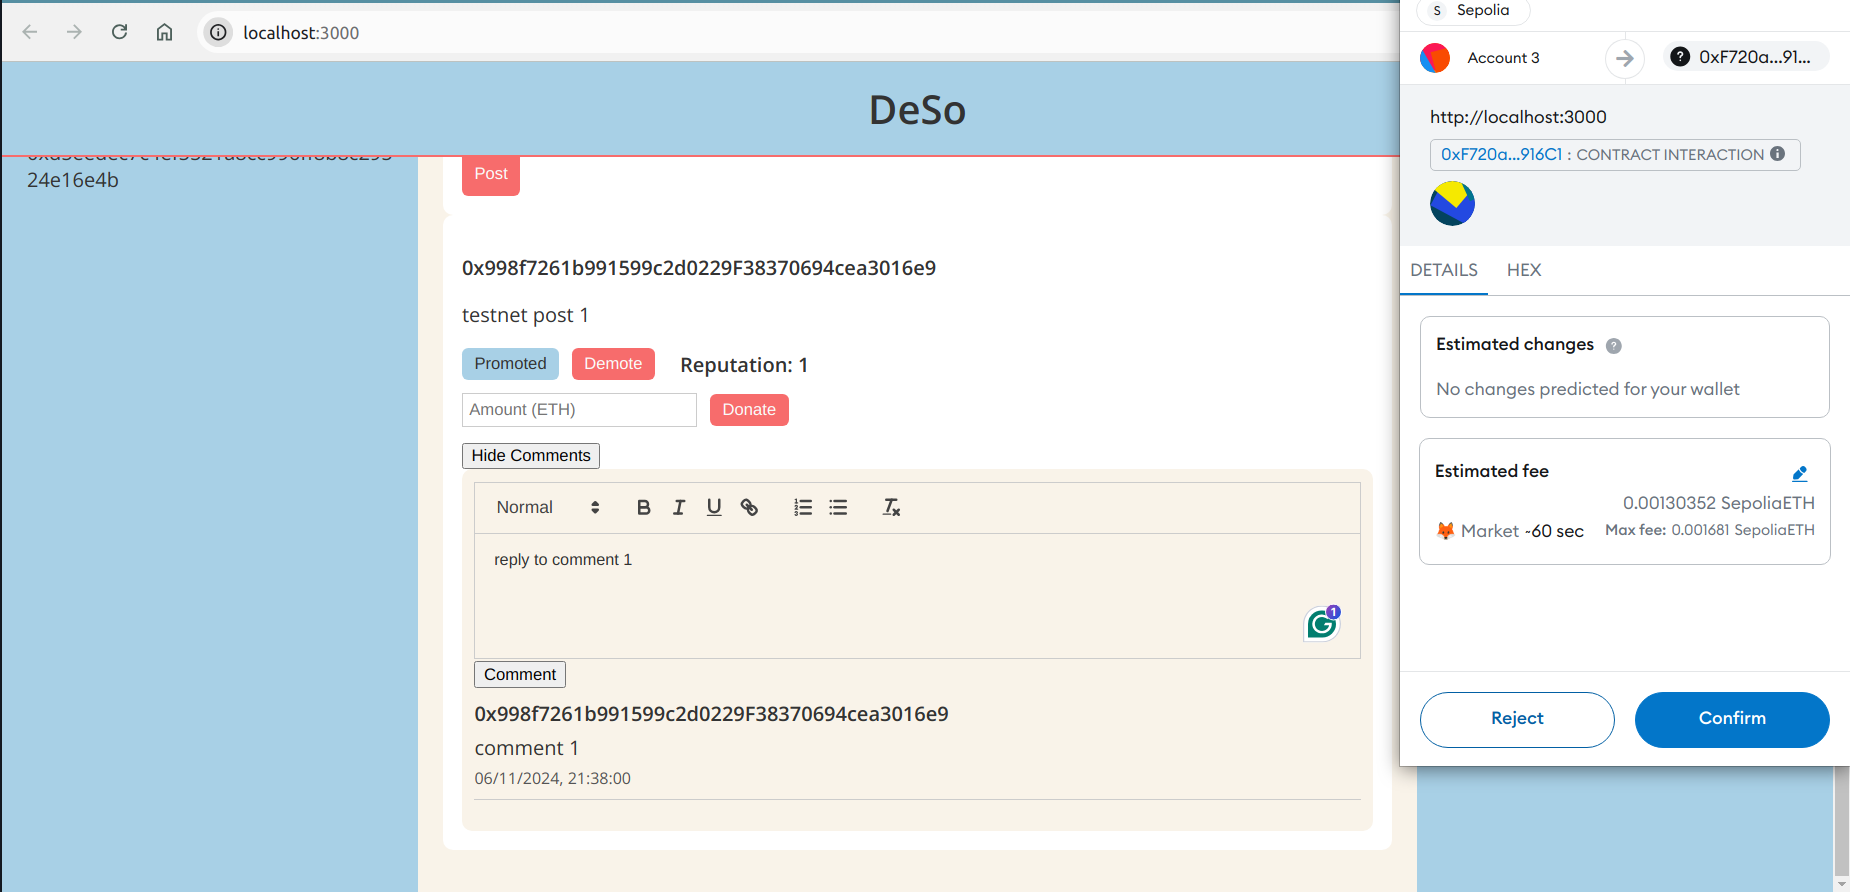 localhost:3000
DeSo
24e16e4b
Post
0x998f7261b991599c2d0229F38370694cea3016e9
testnet post 1
Promoted Demote Reputation: 1
Amount (ETH) Donate
Hide Comments
Normal B I U
reply to comment 1
1
Comment
0x998f7261b991599c2d0229F38370694cea3016e9
comment 1
06/11/2024, 21:38:00
S Sepolia
Account 3 ? 0xF720a...91...
http://localhost:3000
0xF720a...916C1 : CONTRACT INTERACTION
DETAILS HEX
Estimated changes ?
No changes predicted for your wallet
Estimated fee
0.00130352 SepoliaETH
Market ~60 sec Max fee: 0.001681 SepoliaETH
Reject Confirm